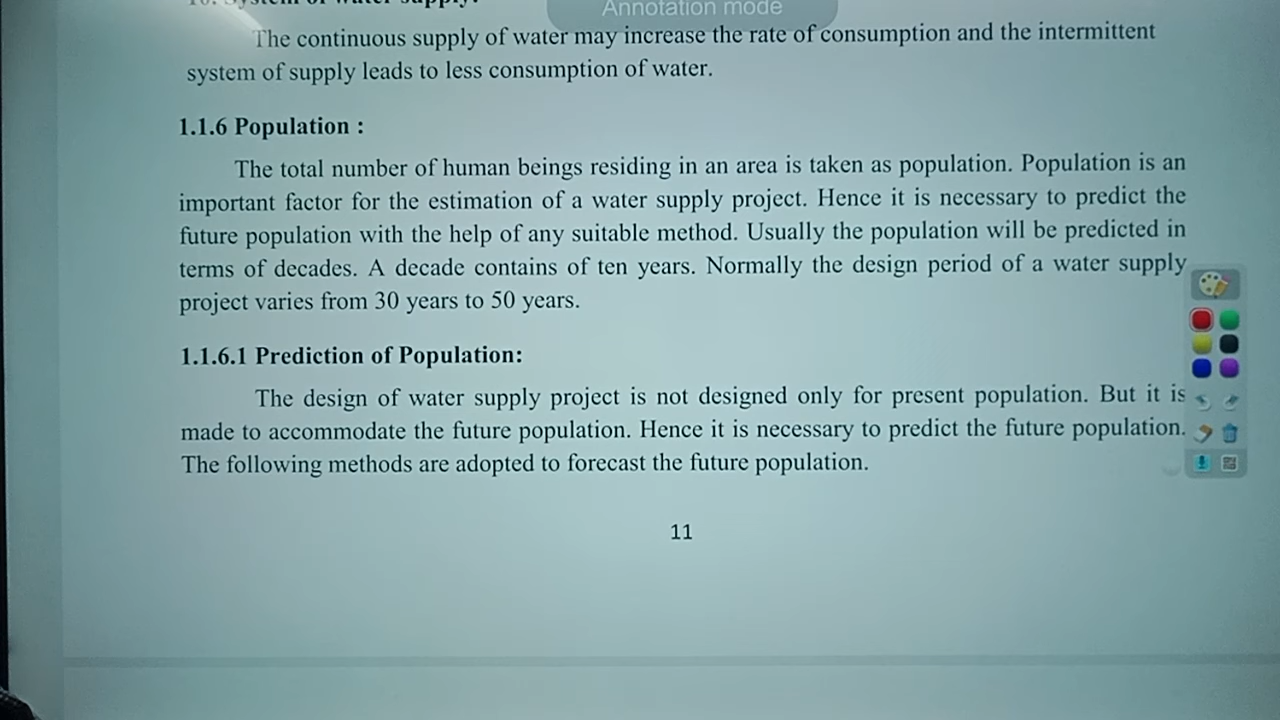 Annotation mode
10. System of water supply:
The continuous supply of water may increase the rate of consumption and the intermittent
system of supply leads to less consumption of water.
1.1.6 Population :
The total number of human beings residing in an area is taken as population. Population is an
important factor for the estimation of a water supply project. Hence it is necessary to predict the
future population with the help of any suitable method. Usually the population will be predicted in
terms of decades. A decade contains of ten years. Normally the design period of a water supply
project varies from 30 years to 50 years.
1.1.6.1 Prediction of Population:
The design of water supply project is not designed only for present population. But it is
made to accommodate the future population. Hence it is necessary to predict the future population.
The following methods are adopted to forecast the future population.
11